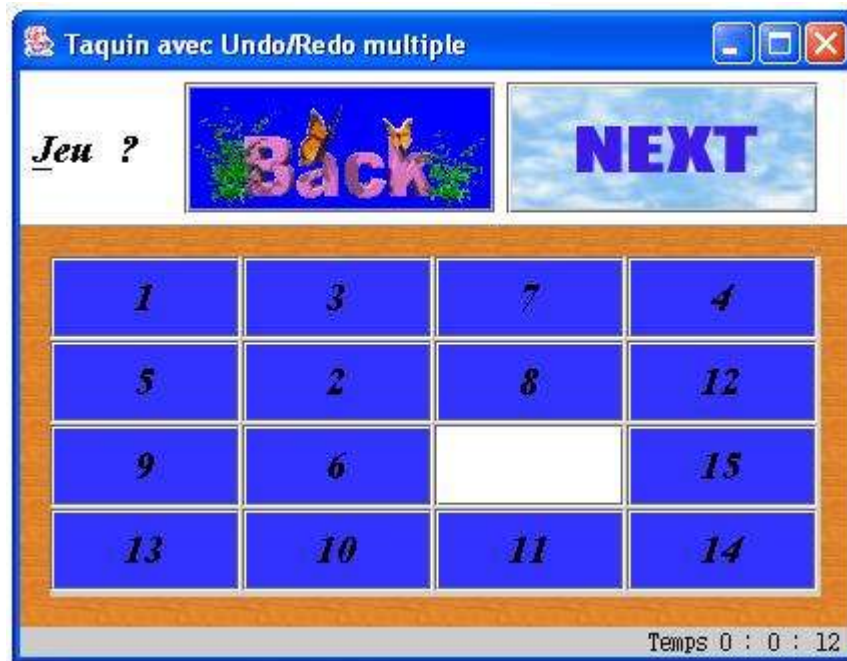 Taquin avec Undo/Redo multiple
Jeu ? Back NEXT
1 3 7 4
5 2 8 12
9 6 15
13 10 11 14
Temps 0 : 0 : 12